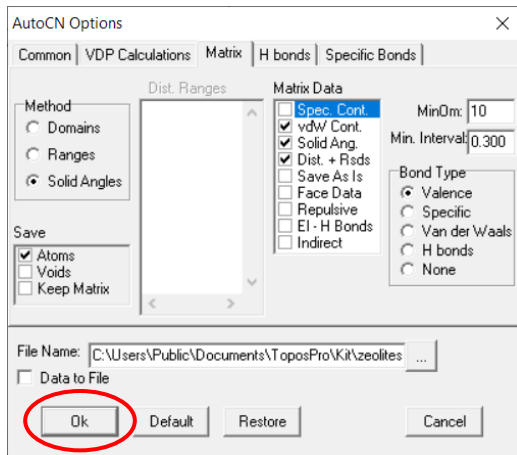 AutoCN Options
Common VDP Calculations Matrix H bonds Specific Bonds
Dist. Ranges
Method
Domains
Ranges
Solid Angles
Save
Atoms
Voids
Keep Matrix
Matrix Data
Spec. Cont.
vdW Cont.
Solid Ang.
Dist. + Rsds
Save As Is
Face Data
Repulsive
El - H Bonds
Indirect
MinOm: 10
Min. Interval 0.300
Bond Type
Valence
Specific
Van der Waals
H bonds
None
File Name: C:\Users\Public\Documents\ToposPro\Kit\zeolites ...
Data to File
Ok Default Restore Cancel